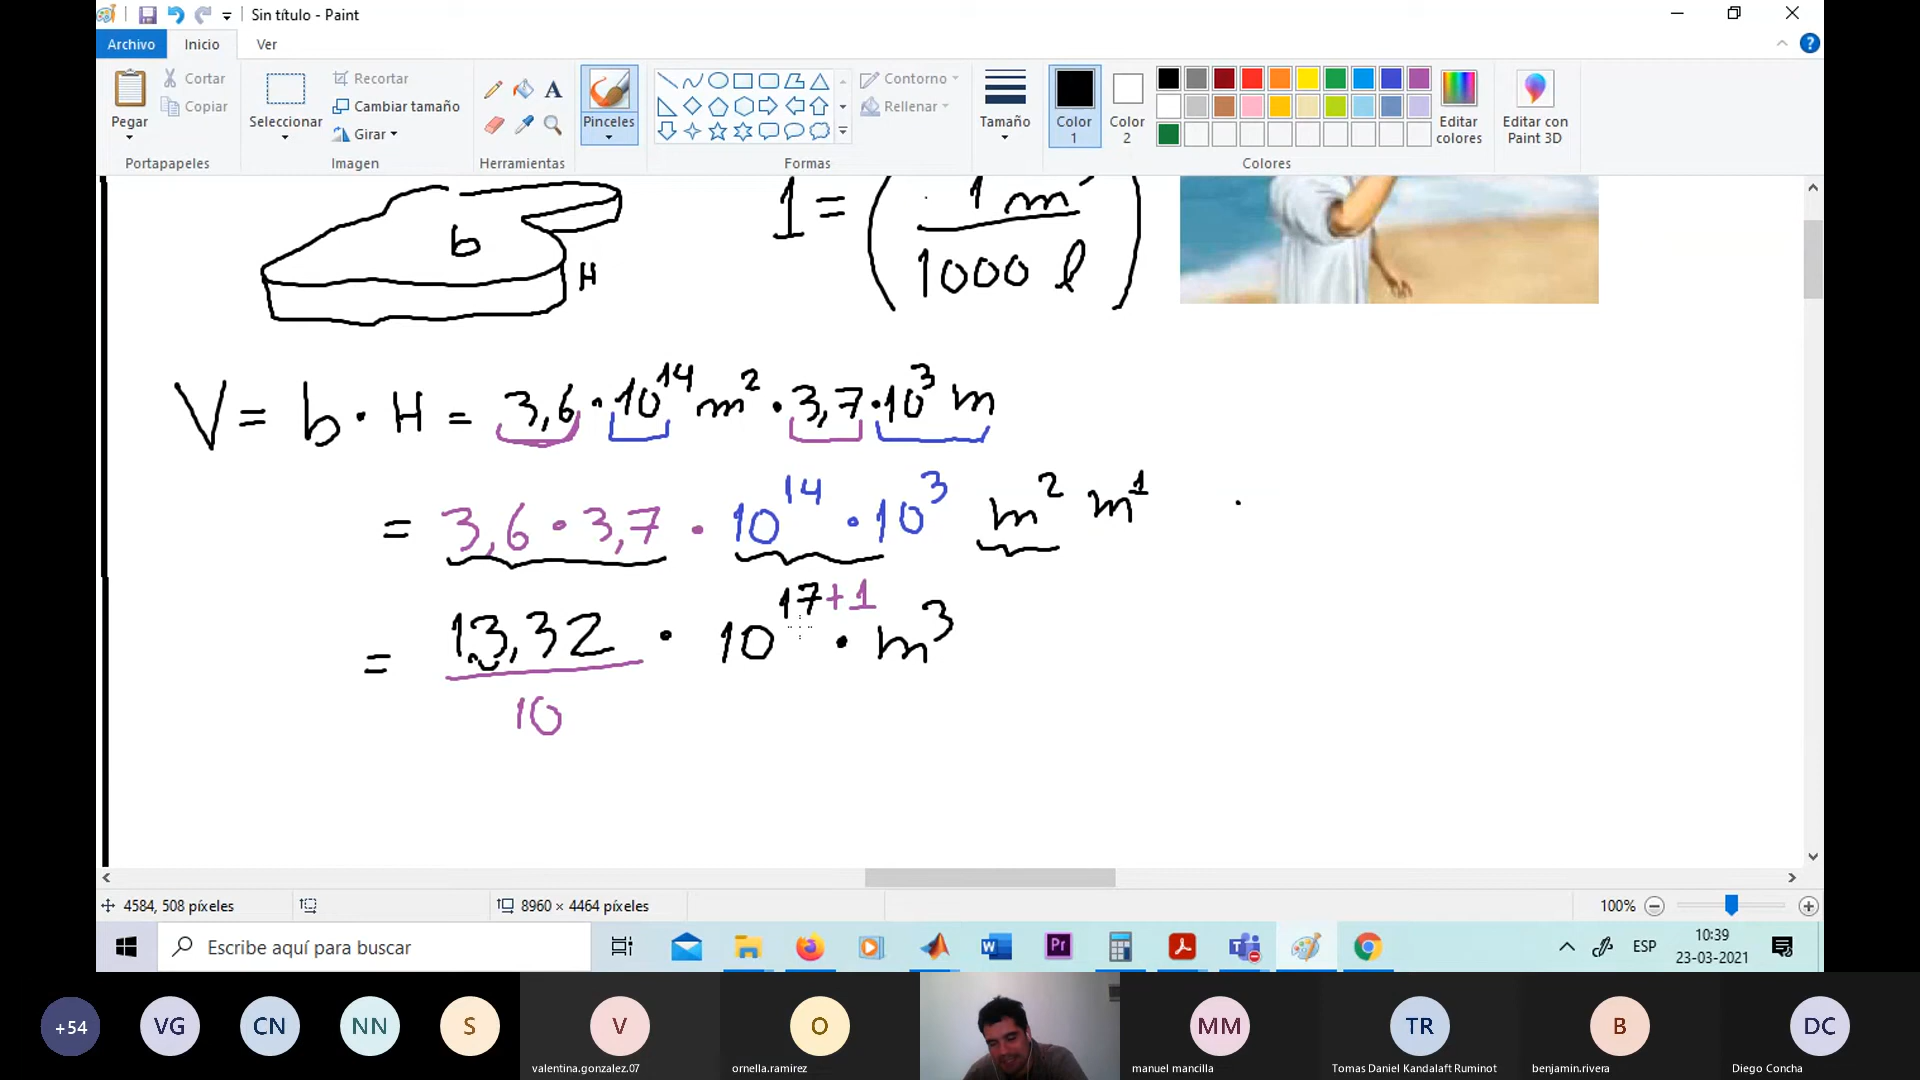 Sin título - Paint
Archivo Inicio Ver
Pegar
Cortar
Copiar
Portapapeles
Seleccionar
Recortar
Cambiar tamaño
Girar
Imagen
A
Herramientas
Pinceles
Contorno
Rellenar
Formas
Tamaño
Color 1
Color 2
Editar colores
Editar con Paint 3D
Colores
b
H
1 = ( 1 m³ / 1000 l )
V = b · H = 3,6 · 10¹⁴ m² · 3,7 · 10³ m
= 3,6 · 3,7 · 10¹⁴ · 10³ m² m¹
= 13,32 / 10 · 10¹⁷⁺¹ · m³
4584, 508 píxeles
8960 × 4464 píxeles
100%
Escribe aquí para buscar
Pr
ESP
10:39
23-03-2021
+54 VG CN NN S V O MM TR B DC
valentina.gonzalez.07 ornella.ramirez manuel mancilla Tomas Daniel Kandalaft Ruminot benjamin.rivera Diego Concha